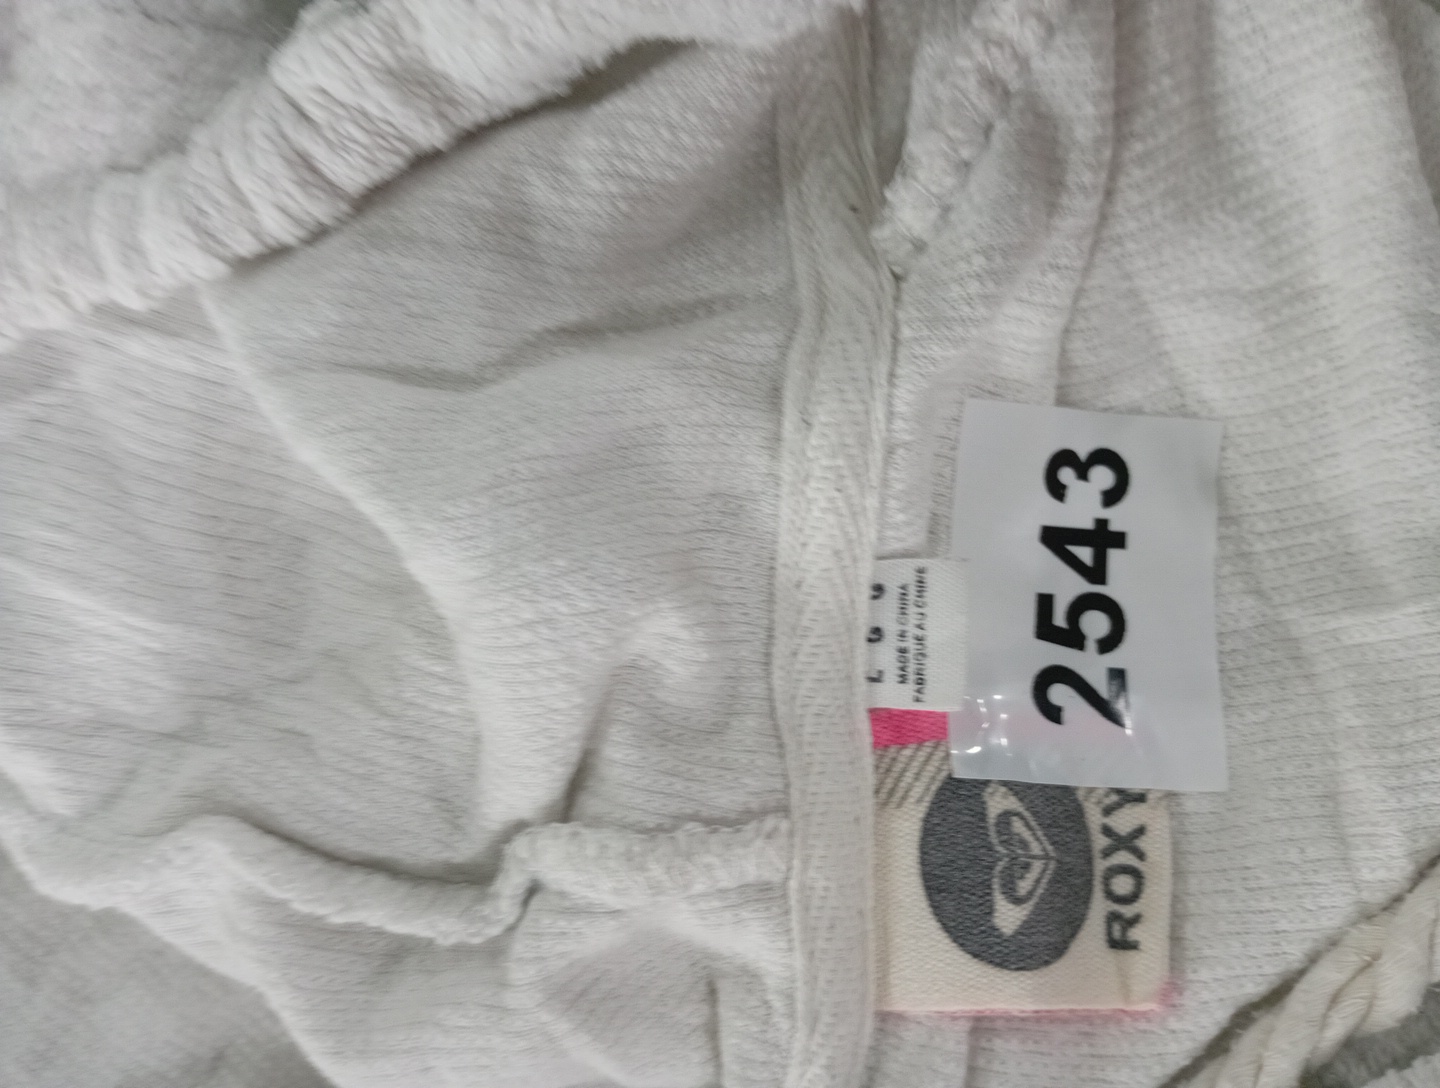 2543
L G G
MADE IN CHINA
FABRIQUE AU CHINE
ROXY